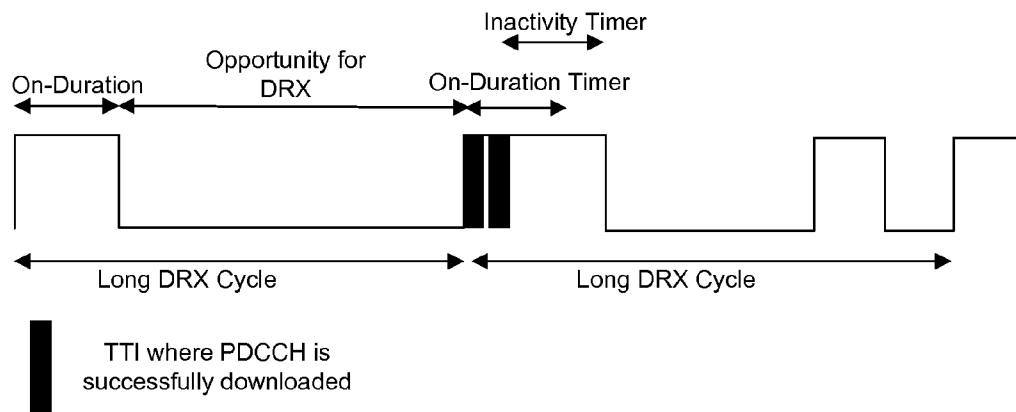 Inactivity Timer
Opportunity for
DRX
On-Duration
On-Duration Timer
Long DRX Cycle
Long DRX Cycle
TTI where PDCCH is
successfully downloaded